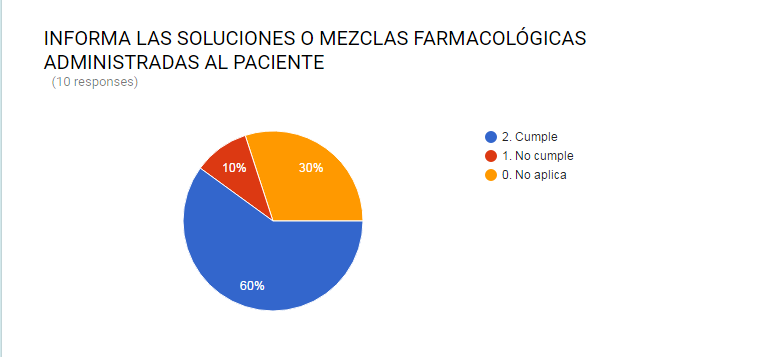 INFORMA LAS SOLUCIONES O MEZCLAS FARMACOLÓGICAS
ADMINISTRADAS AL PACIENTE
(10 responses)
2. Cumple
1. No cumple
0. No aplica
10%
30%
60%